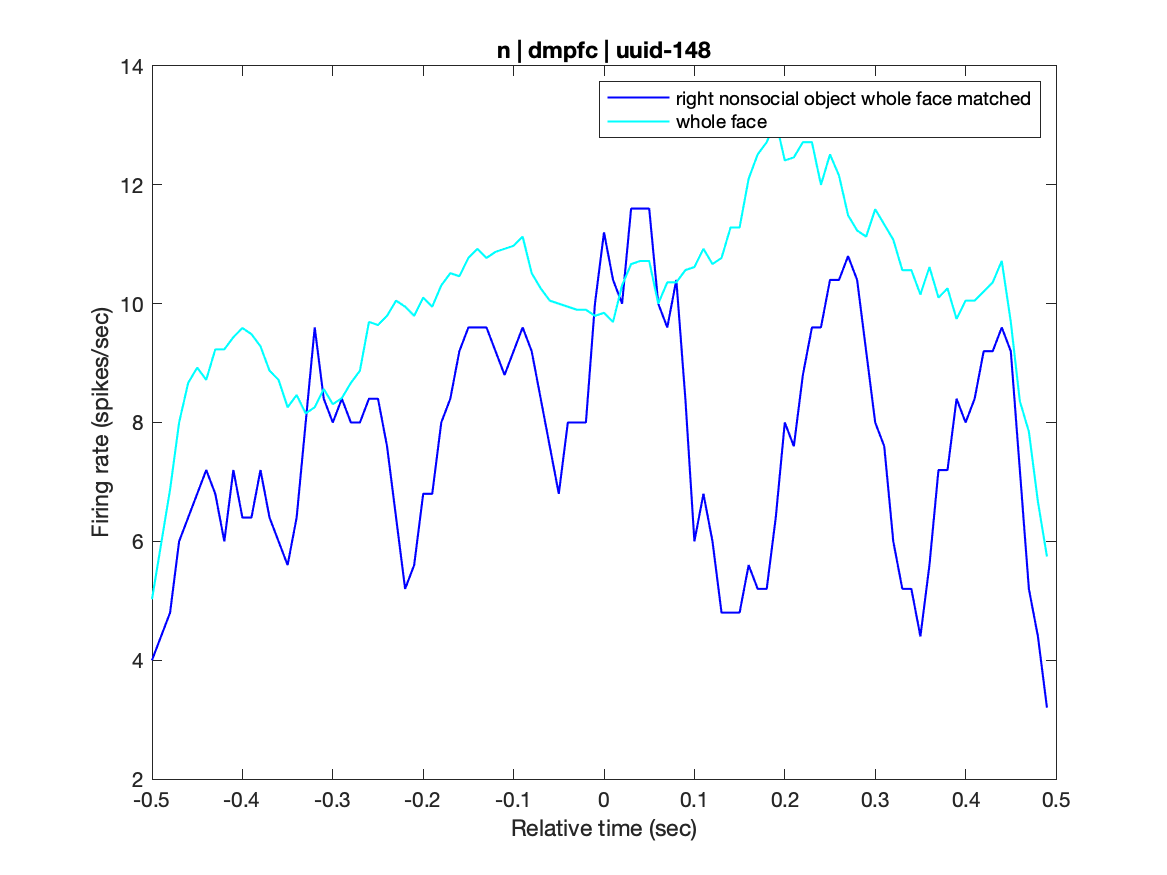 n | dmpfc | uuid-148
14
12
10
8
6
4
2
Firing rate (spikes/sec)
right nonsocial object whole face matched
whole face
-0.5 -0.4 -0.3 -0.2 -0.1 0 0.1 0.2 0.3 0.4 0.5
Relative time (sec)